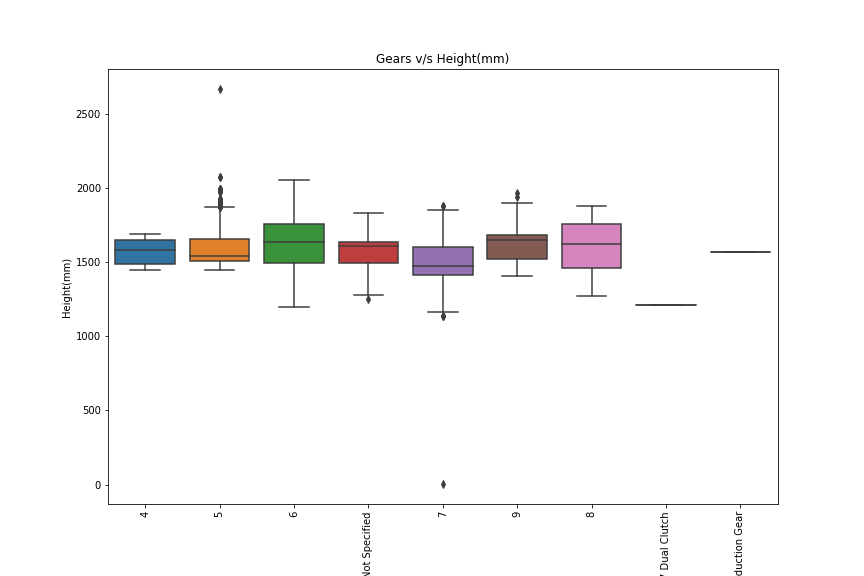 Gears v/s Height(mm)
Height(mm)
2500
2000
1500
1000
500
0
4
5
6
Not Specified
7
9
8
7 Dual Clutch
duction Gear